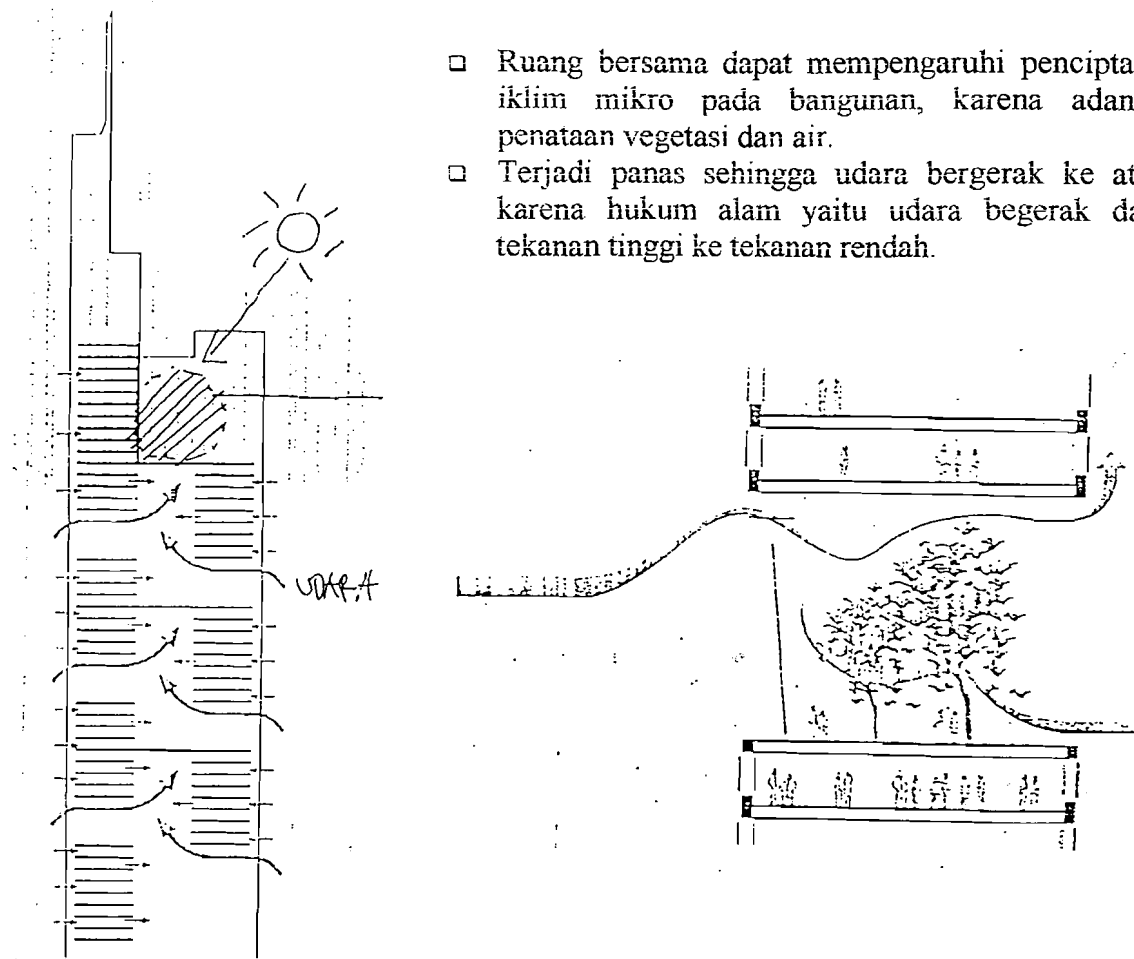 □ Ruang bersama dapat mempengaruhi pencipta
iklim mikro pada bangunan, karena adan
penataan vegetasi dan air.
□ Terjadi panas sehingga udara bergerak ke at
karena hukum alam yaitu udara begerak da
tekanan tinggi ke tekanan rendah.
UDARA